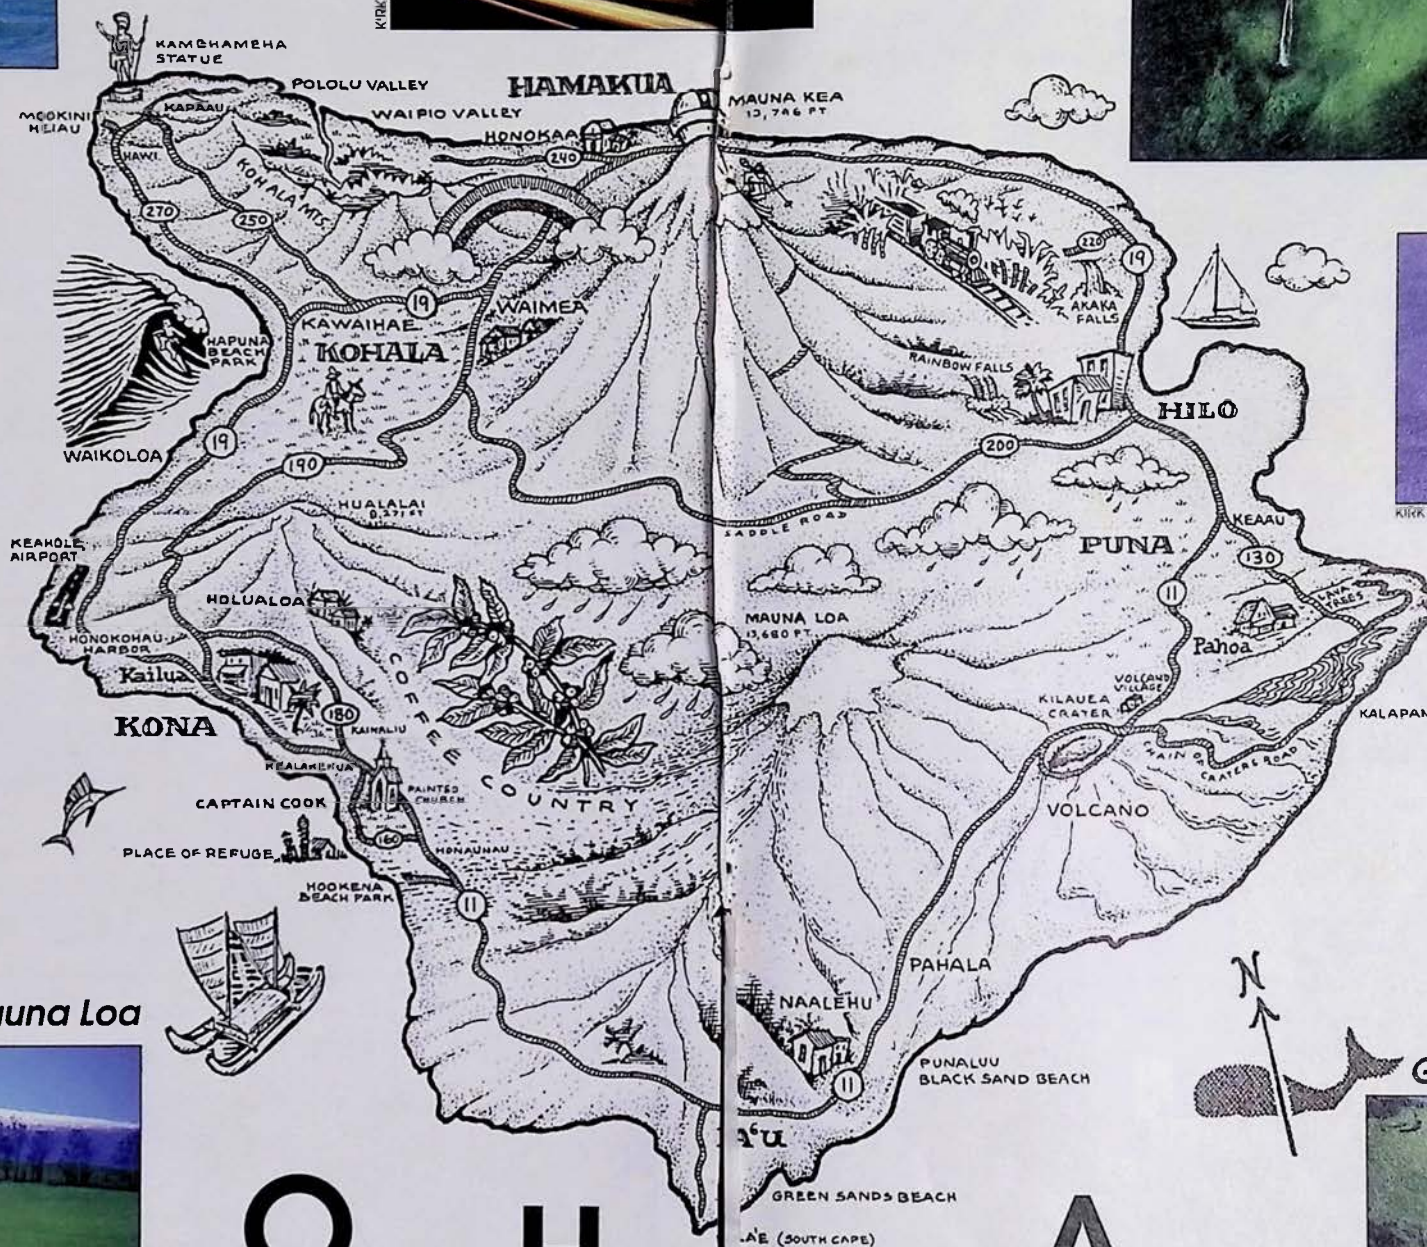 KIRK
KAMEHAMEHA
STATUE
POLOLU VALLEY
HAMAKUA
MAUNA KEA
13,796 FT
MOOKINI
HEIAU
KAPAAU
WAIPIO VALLEY
HONOKAA
240
HAWI
KOHALA MTS.
270
250
220
19
AKAKA
FALLS
19
WAIMEA
KAWAIHAE
KOHALA
HAPUNA
BEACH
PARK
RAINBOW FALLS
HILO
19
WAIKOLOA
190
200
HUALALAI
SADDLE ROAD
KEAAU
KIRK
KEAHOLE
AIRPORT
PUNA
130
11
HOLUALOA
LAVA
TREES
MAUNA LOA
13,680 FT.
HONOKOHAU
HARBOR
Pahoa
Kailua
COFFEE COUNTRY
VOLCANO
VILLAGE
KILAUEA
CRATER
KALAPAN
KONA
180
KAINALIU
CHAIN OF
CRATERS ROAD
KEALAKEKUA
PAINTED
CHURCH
CAPTAIN COOK
VOLCANO
160
HONAUNAU
PLACE OF REFUGE
HOOKENA
BEACH PARK
11
PAHALA
N
NAALEHU
una Loa
PUNALUU
BLACK SAND BEACH
11
G
A'U
GREEN SANDS BEACH
O H A
A'E (SOUTH CAPE)